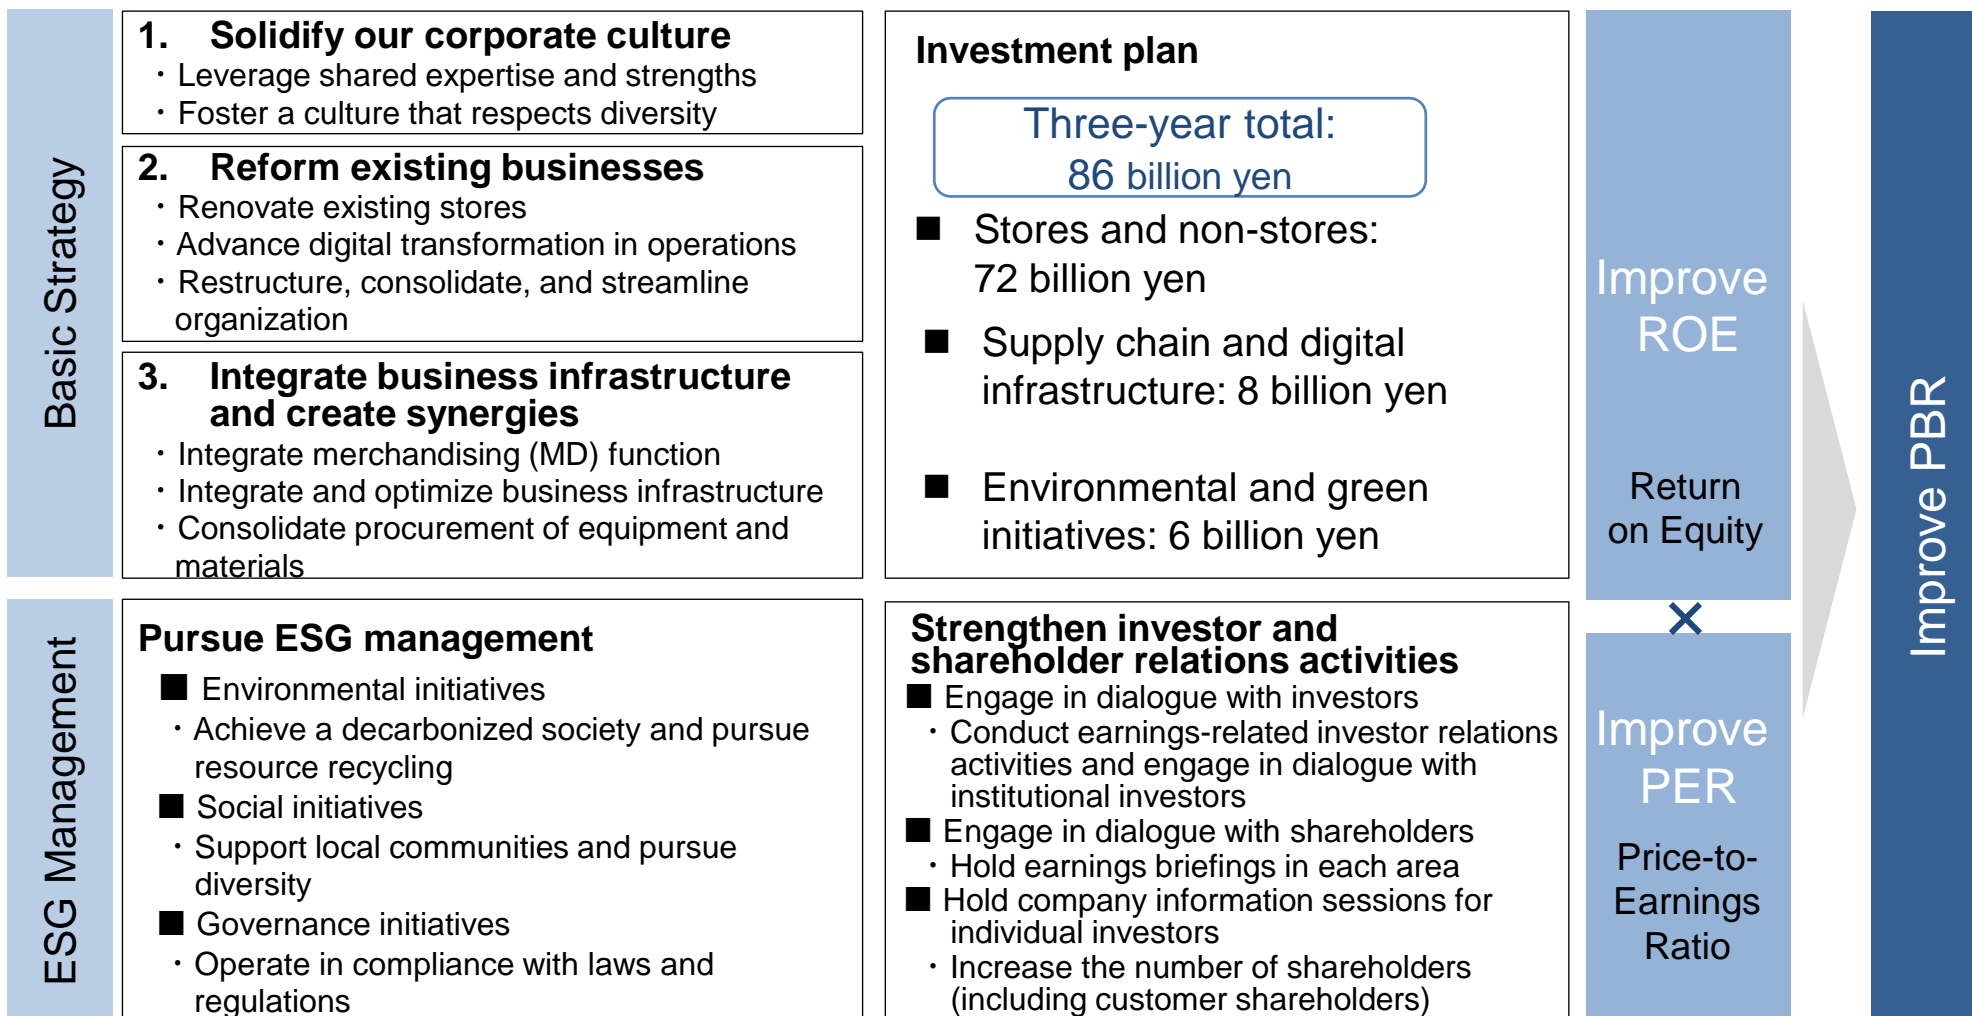 Basic Strategy
1. Solidify our corporate culture
・Leverage shared expertise and strengths
・Foster a culture that respects diversity
2. Reform existing businesses
・Renovate existing stores
・Advance digital transformation in operations
・Restructure, consolidate, and streamline
organization
3. Integrate business infrastructure
and create synergies
・Integrate merchandising (MD) function
・Integrate and optimize business infrastructure
・Consolidate procurement of equipment and
materials
Investment plan
Three-year total:
86 billion yen
■ Stores and non-stores:
72 billion yen
■ Supply chain and digital
infrastructure: 8 billion yen
■ Environmental and green
initiatives: 6 billion yen
Improve
ROE
Return
on Equity
ESG Management
Pursue ESG management
■ Environmental initiatives
・Achieve a decarbonized society and pursue
resource recycling
■ Social initiatives
・Support local communities and pursue
diversity
■ Governance initiatives
・Operate in compliance with laws and
regulations
Strengthen investor and
shareholder relations activities
■ Engage in dialogue with investors
・Conduct earnings-related investor relations
activities and engage in dialogue with
institutional investors
■ Engage in dialogue with shareholders
・Hold earnings briefings in each area
■ Hold company information sessions for
individual investors
・Increase the number of shareholders
(including customer shareholders)
×
Improve
PER
Price-to-
Earnings
Ratio
Improve PBR